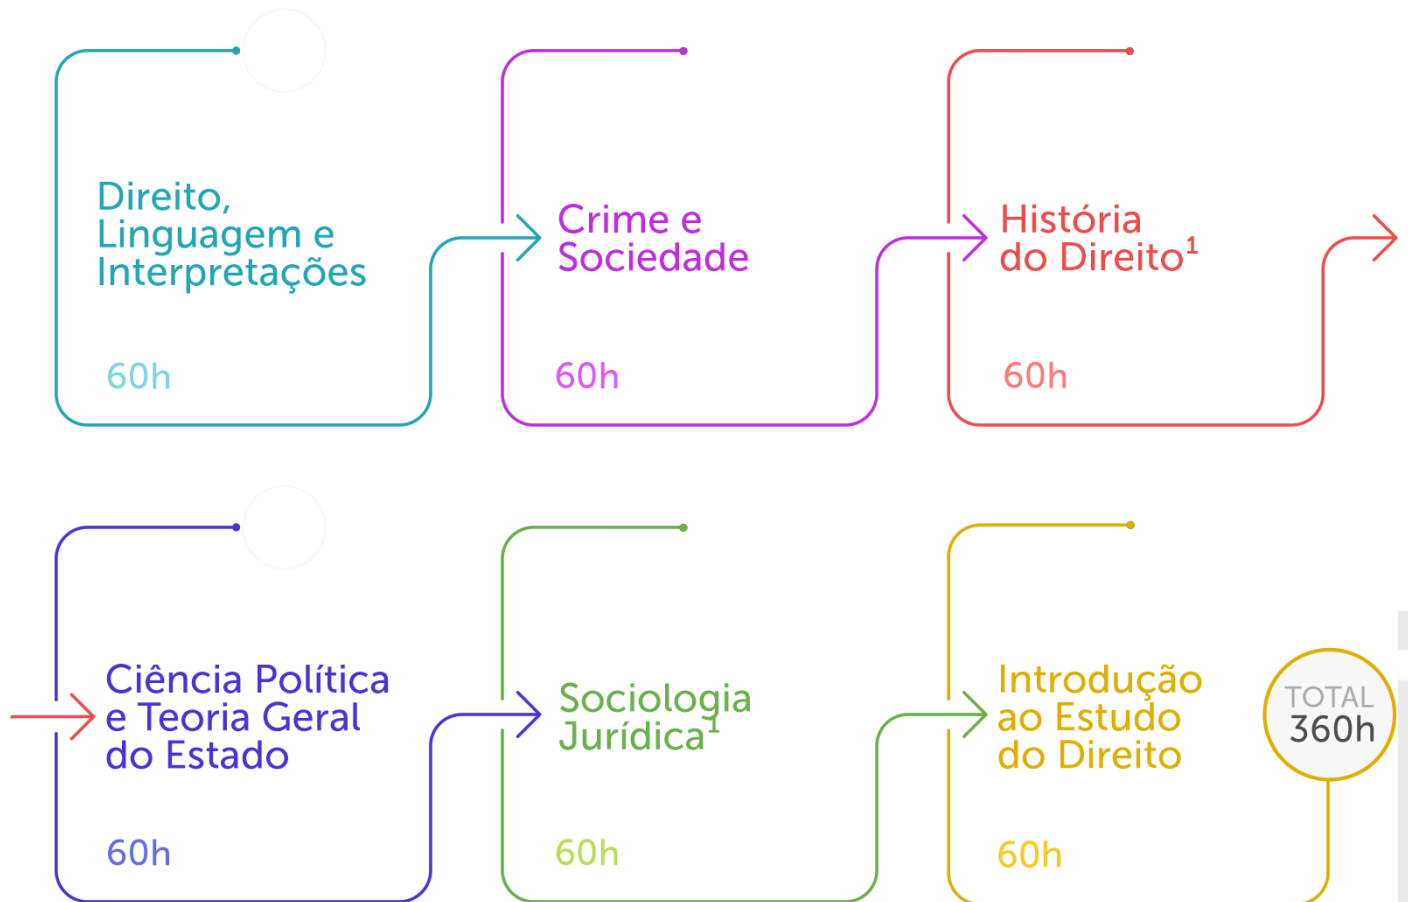 Direito,
Linguagem e
Interpretações
60h
Crime e
Sociedade
60h
História
do Direito¹
60h
Ciência Política
e Teoria Geral
do Estado
60h
Sociologia
Jurídica¹
60h
Introdução
ao Estudo
do Direito
60h
TOTAL
360h